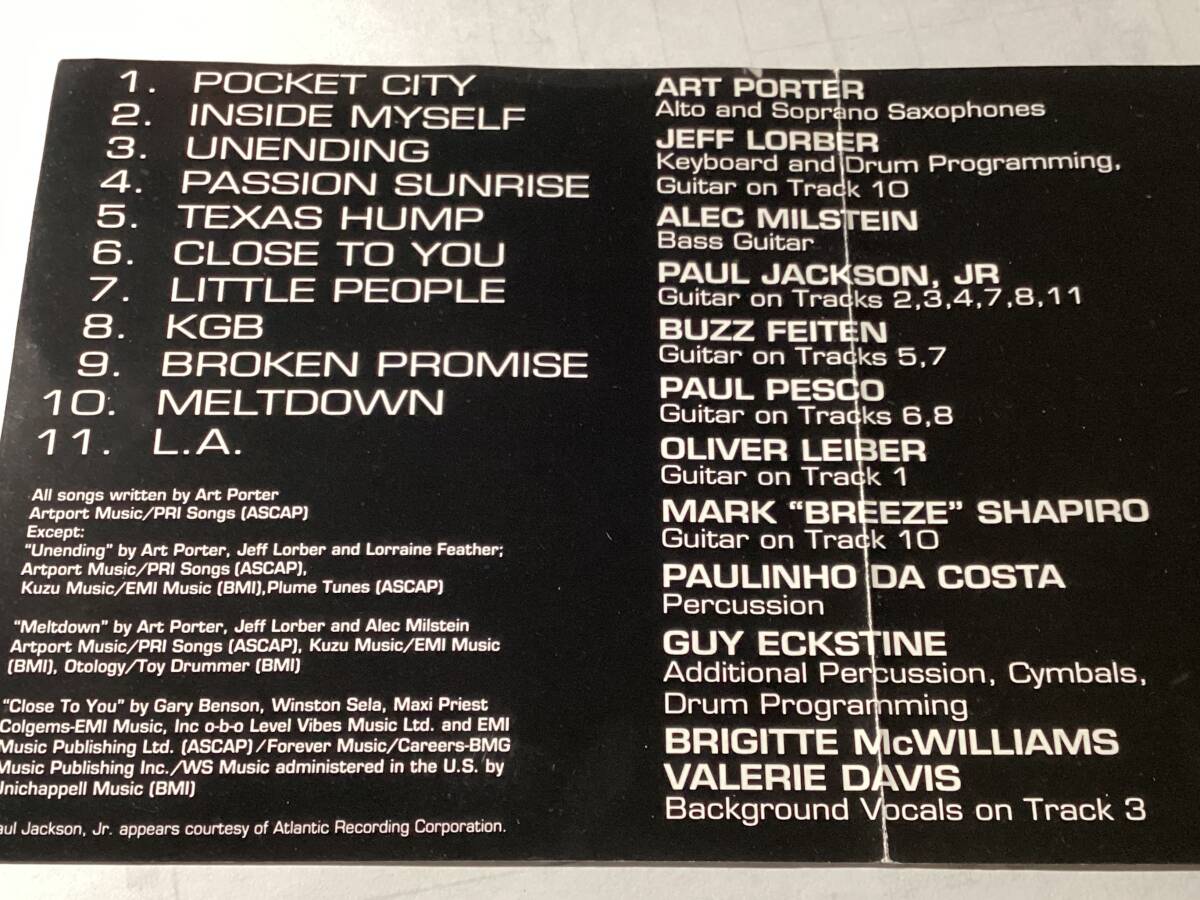 1. POCKET CITY
2. INSIDE MYSELF
3. UNENDING
4. PASSION SUNRISE
5. TEXAS HUMP
6. CLOSE TO YOU
7. LITTLE PEOPLE
8. KGB
9. BROKEN PROMISE
10. MELTDOWN
11. L.A.
All songs written by Art Porter
Artport Music/PRI Songs (ASCAP)
Except:
"Unending" by Art Porter, Jeff Lorber and Lorraine Feather;
Artport Music/PRI Songs (ASCAP),
Kuzu Music/EMI Music (BMI),Plume Tunes (ASCAP)
"Meltdown" by Art Porter, Jeff Lorber and Alec Milstein
Artport Music/PRI Songs (ASCAP), Kuzu Music/EMI Music
(BMI), Otology/Toy Drummer (BMI)
"Close To You" by Gary Benson, Winston Sela, Maxi Priest
Colgems-EMI Music, Inc o-b-o Level Vibes Music Ltd. and EMI
Music Publishing Ltd. (ASCAP)/Forever Music/Careers-BMG
Music Publishing Inc./WS Music administered in the U.S. by
Unichappell Music (BMI)
aul Jackson, Jr. appears courtesy of Atlantic Recording Corporation.
ART PORTER
Alto and Soprano Saxophones
JEFF LORBER
Keyboard and Drum Programming,
Guitar on Track 10
ALEC MILSTEIN
Bass Guitar
PAUL JACKSON, JR
Guitar on Tracks 2,3,4,7,8,11
BUZZ FEITEN
Guitar on Tracks 5,7
PAUL PESCO
Guitar on Tracks 6,8
OLIVER LEIBER
Guitar on Track 1
MARK "BREEZE" SHAPIRO
Guitar on Track 10
PAULINHO DA COSTA
Percussion
GUY ECKSTINE
Additional Percussion, Cymbals,
Drum Programming
BRIGITTE McWILLIAMS
VALERIE DAVIS
Background Vocals on Track 3